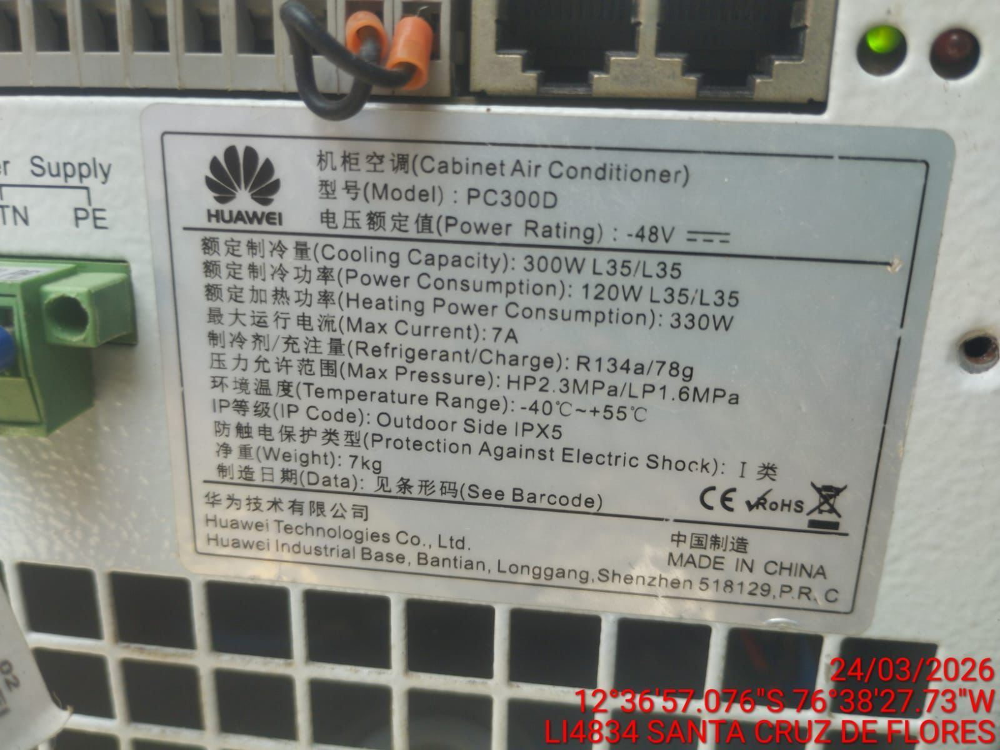 Supply
TN PE
HUAWEI
机柜空调(Cabinet Air Conditioner)
型号(Model) : PC300D
电压额定值(Power Rating) : -48V
额定制冷量(Cooling Capacity): 300W L35/L35
额定制冷功率(Power Consumption): 120W L35/L35
额定加热功率(Heating Power Consumption): 330W
最大运行电流(Max Current): 7A
制冷剂/充注量(Refrigerant/Charge): R134a/78g
压力允许范围(Max Pressure): HP2.3MPa/LP1.6MPa
环境温度(Temperature Range): -40℃~+55℃
IP等级(IP Code): Outdoor Side IPX5
防触电保护类型(Protection Against Electric Shock): I 类
净重(Weight): 7kg
制造日期(Data): 见条形码(See Barcode)
CE RoHS
华为技术有限公司
Huawei Technologies Co., Ltd.
Huawei Industrial Base, Bantian, Longgang,Shenzhen 518129,P.R. C
中国制造
MADE IN CHINA
02
24/03/2026
12°36'57.076"S 76°38'27.73"W
LI4834 SANTA CRUZ DE FLORES